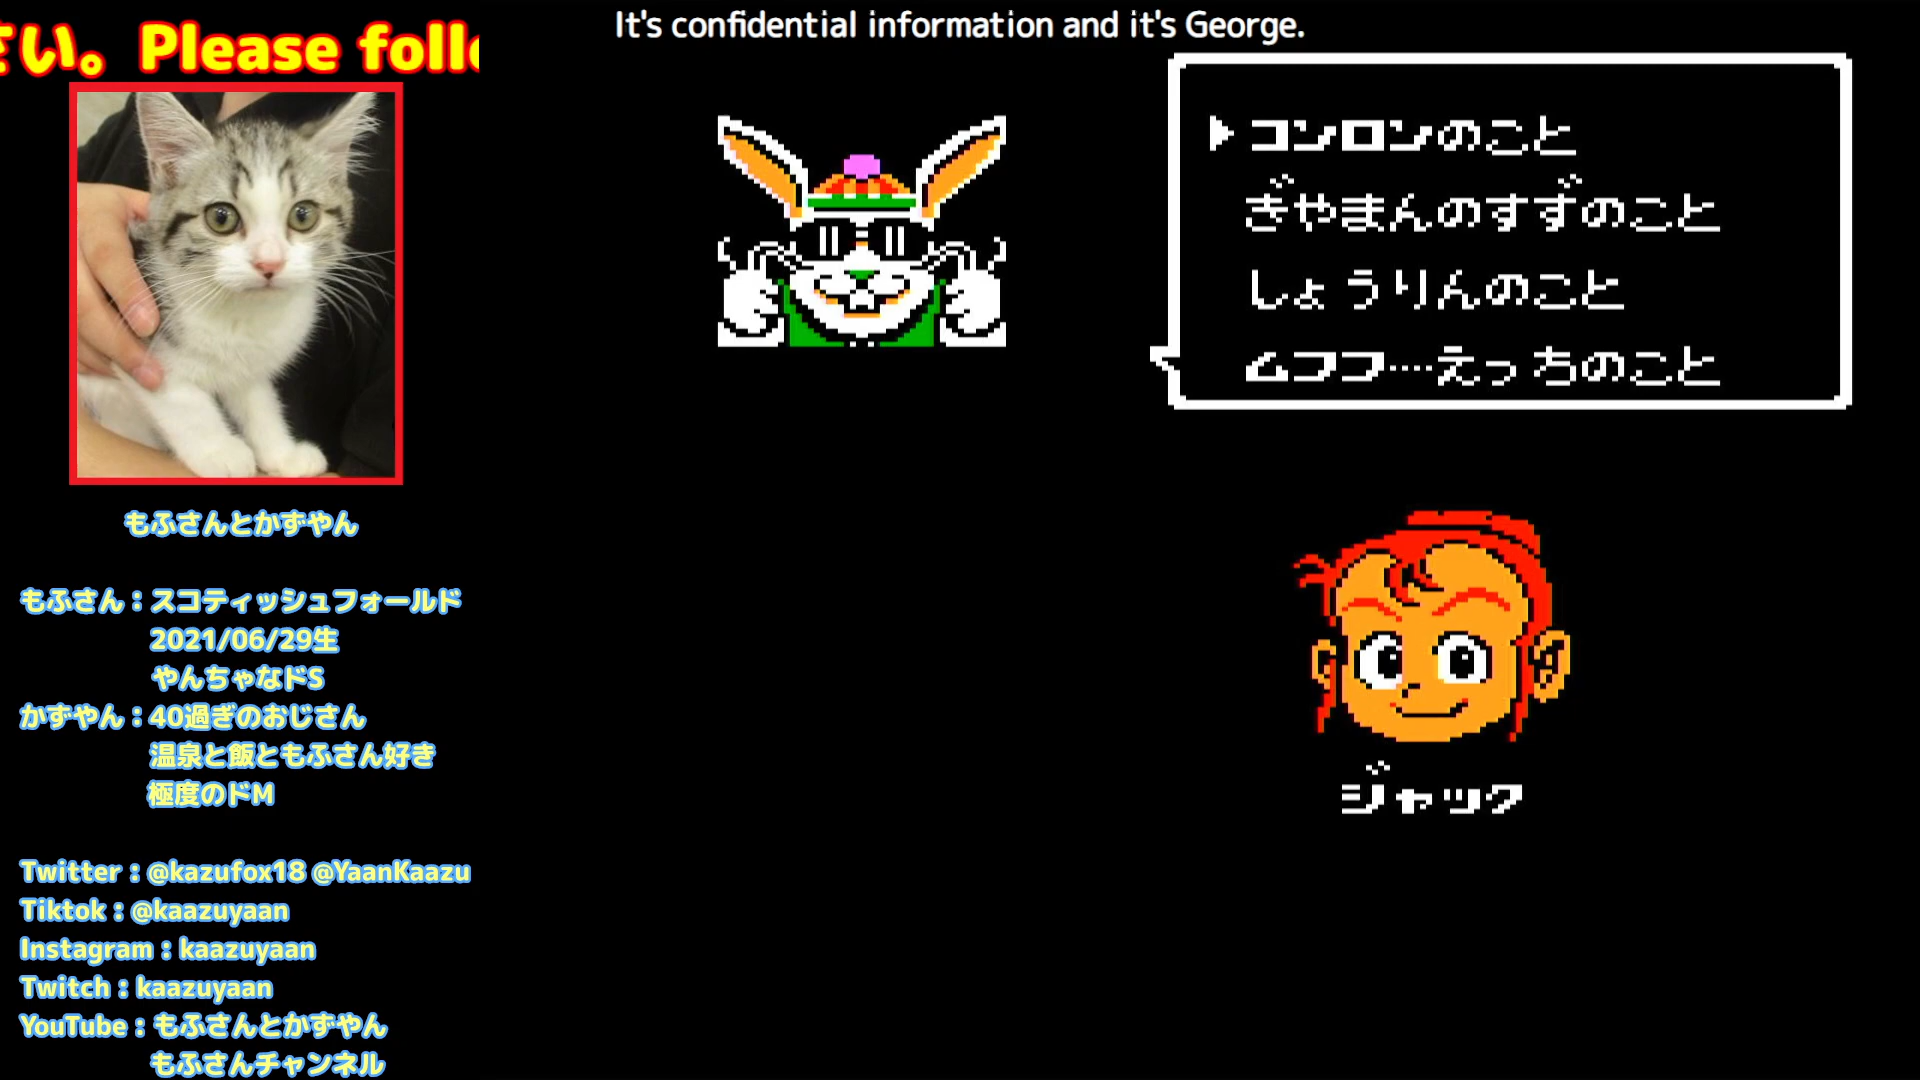 さい。Please follo
It's confidential information and it's George.
コンロンのこと
ぎやまんのすずのこと
しょうりんのこと
ムフフ…えっちのこと
ジャック
もふさんとかずやん
もふさん：スコティッシュフォールド
2021/06/29生
やんちゃなドS
かずやん：40過ぎのおじさん
温泉と飯ともふさん好き
極度のドM
Twitter：@kazufox18 @YaanKaazu
Tiktok：@kaazuyaan
Instagram：kaazuyaan
Twitch：kaazuyaan
YouTube：もふさんとかずやん
もふさんチャンネル